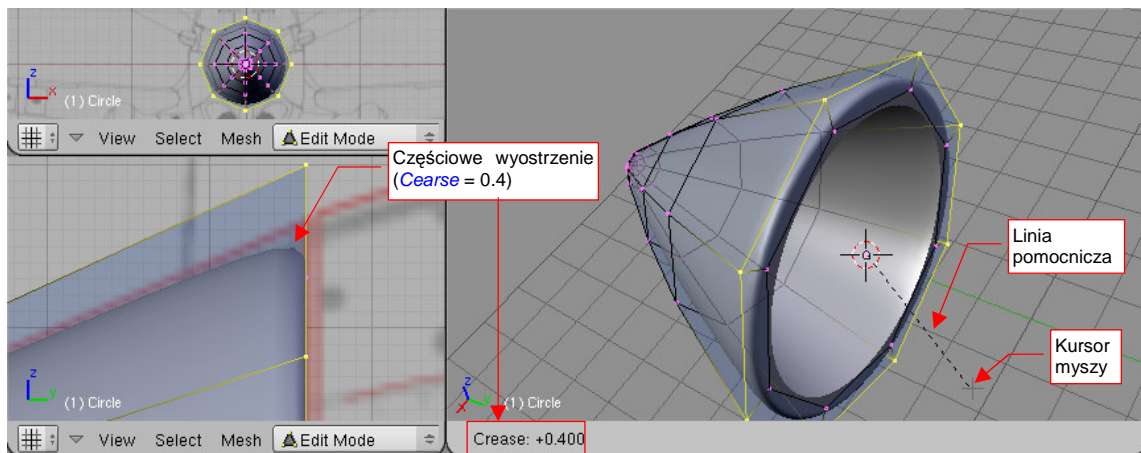 z
x
(1) Circle
View Select Mesh Edit Mode
Częściowe wyostrzenie
(Cearse = 0.4)
z
y
(1) Circle
View Select Mesh Edit Mode
Linia
pomocnicza
Kursor
myszy
z
x
y
(1) Circle
Crease: +0.400